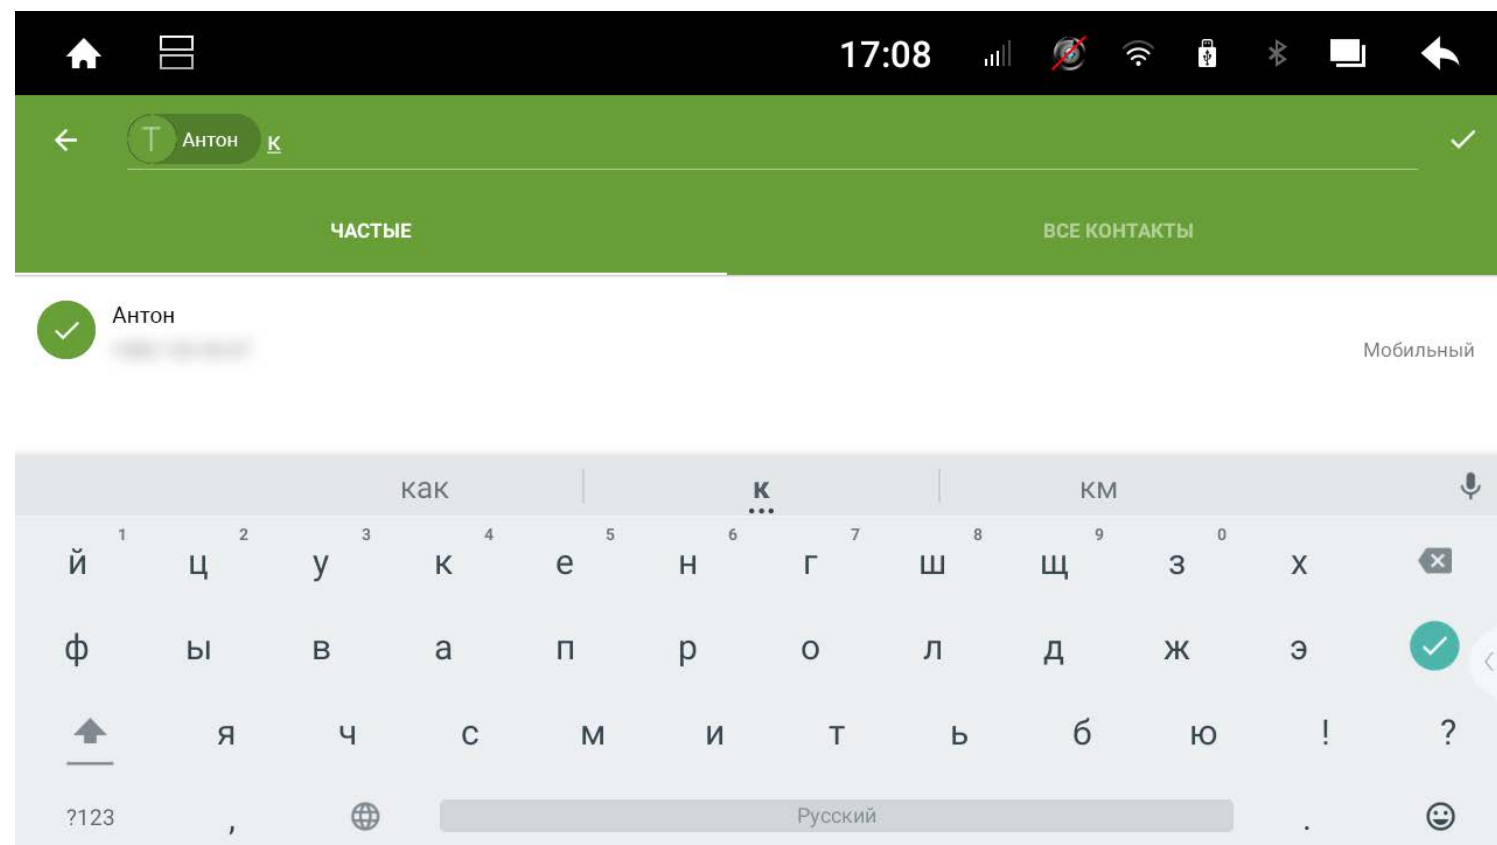 17:08
Т Антон к
ЧАСТЫЕ ВСЕ КОНТАКТЫ
Антон
Мобильный
как к км
1 2 3 4 5 6 7 8 9 0
й ц у к е н г ш щ з х
ф ы в а п р о л д ж э
я ч с м и т ь б ю ! ?
?123 , Русский .